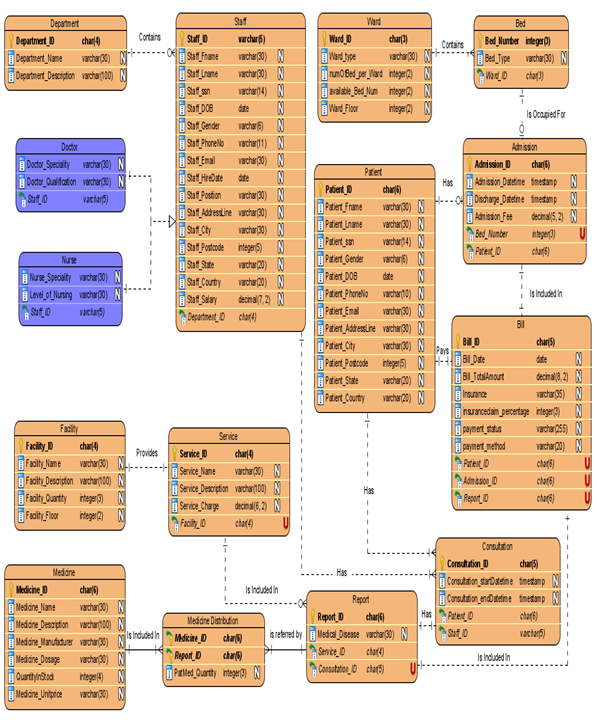 Department
Department_ID char(4)
Department_Name varchar(30) N
Department_Description varchar(100) N
Contains
Staff
Staff_ID varchar(5)
Staff_Fname varchar(30) N
Staff_Lname varchar(30) N
Staff_ssn varchar(14) N
Staff_DOB date N
Staff_Gender varchar(6) N
Staff_PhoneNo varchar(11) N
Staff_Email varchar(30) N
Staff_HireDate date N
Staff_Position varchar(30) N
Staff_AddressLine varchar(30) N
Staff_City varchar(30) N
Staff_Postcode integer(5) N
Staff_State varchar(20) N
Staff_Country varchar(20) N
Staff_Salary decimal(7, 2) N
Department_ID char(4)
Ward
Ward_ID char(3)
Ward_type varchar(30) N
numOfBed_per_Ward integer(2) N
available_Bed_Num integer(2) N
Ward_Floor integer(2) N
Contains
Bed
Bed_Number integer(3)
Bed_Type varchar(30) N
Ward_ID char(3)
Is Occupied For
Doctor
Doctor_Speciality varchar(30) N
Doctor_Qualification varchar(30) N
Staff_ID varchar(5)
Nurse
Nurse_Speciality varchar(30) N
Level_of_Nursing varchar(30) N
Staff_ID varchar(5)
Patient
Patient_ID char(6)
Patient_Fname varchar(30) N
Patient_Lname varchar(30) N
Patient_ssn varchar(14) N
Patient_Gender varchar(6) N
Patient_DOB date N
Patient_PhoneNo varchar(10) N
Patient_Email varchar(30) N
Patient_AddressLine varchar(30) N
Patient_City varchar(30) N
Patient_Postcode integer(5) N
Patient_State varchar(20) N
Patient_Country varchar(20) N
Has
Admission
Admission_ID char(6)
Admission_Datetime timestamp N
Discharge_Datetime timestamp N
Admission_Fee decimal(5, 2) N
Bed_Number integer(3) U
Patient_ID char(6)
Is Included In
Pays
Bill
Bill_ID char(5)
Bill_Date date N
Bill_TotalAmount decimal(8, 2) N
Insurance varchar(35) N
insuranceclaim_percentage integer(3) N
payment_status varchar(255) N
payment_method varchar(20) N
Patient_ID char(6) U
Admission_ID char(6) U
Report_ID char(6) U
Facility
Facility_ID char(4)
Facility_Name varchar(30) N
Facility_Description varchar(100) N
Facility_Quantity integer(3) N
Facility_Floor integer(2) N
Provides
Service
Service_ID char(4)
Service_Name varchar(30) N
Service_Description varchar(100) N
Service_Charge decimal(6, 2) N
Facility_ID char(4) U
Has
Has
Is Included In
Consultation
Consultation_ID char(5)
Consultation_startDatetime timestamp N
Consultation_endDatetime timestamp N
Patient_ID char(6)
Staff_ID varchar(5)
Medicine
Medicine_ID char(6)
Medicine_Name varchar(30) N
Medicine_Description varchar(100) N
Medicine_Manufacturer varchar(30) N
Medicine_Dosage varchar(30) N
QuantityInStock integer(4) N
Medicine_Unitprice varchar(30) N
Is Included In
Medicine Distribution
Medicine_ID char(6)
Report_ID char(6)
PatMed_Quantity integer(3) N
is referred by
Report
Report_ID char(6)
Medical_Disease varchar(30) N
Service_ID char(4)
Consultation_ID char(5) U
Has
Is Included In